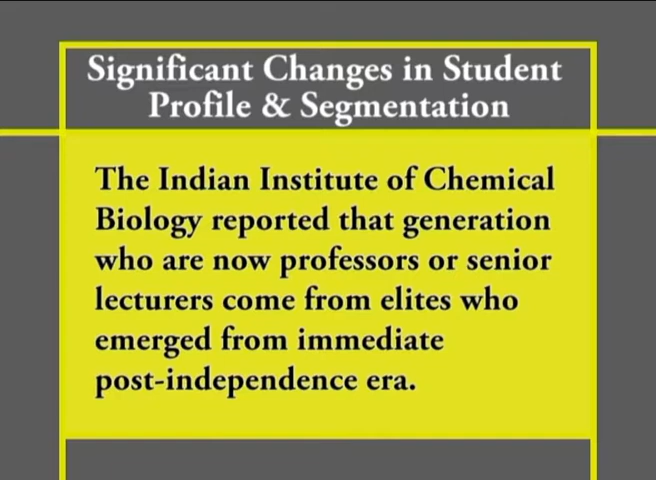 Significant Changes in Student
Profile & Segmentation
The Indian Institute of Chemical
Biology reported that generation
who are now professors or senior
lecturers come from elites who
emerged from immediate
post-independence era.